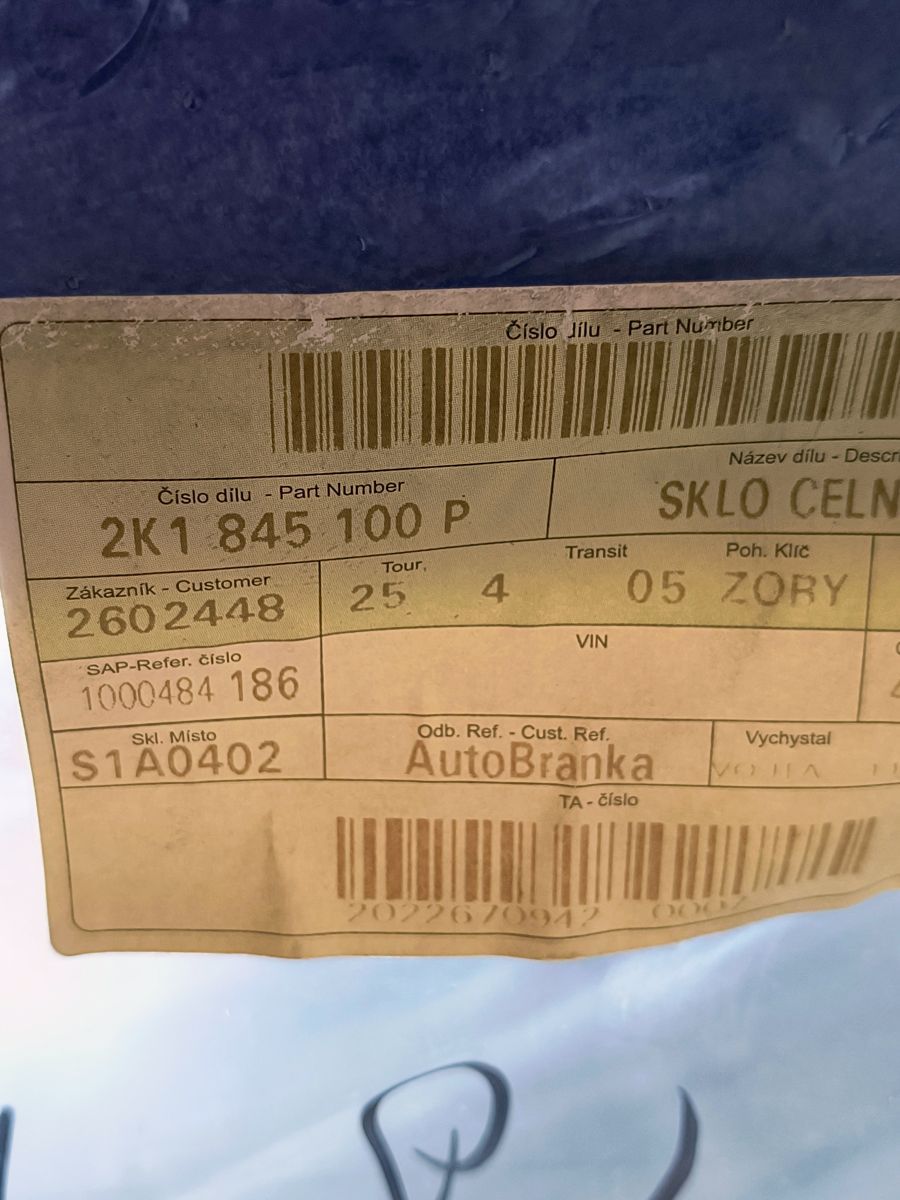 Číslo dílu - Part Number
Číslo dílu - Part Number
Název dílu - Descr
2K1 845 100 P
SKLO CELN
Zákazník - Customer
Tour.
Transit
Poh. Klíč
2602448
25 4 05 ZORY
SAP-Refer. číslo
VIN
1000484 186
Skl. Místo
Odb. Ref. - Cust. Ref.
Vychystal
S1A0402
AutoBranka
TA - číslo
2022670942